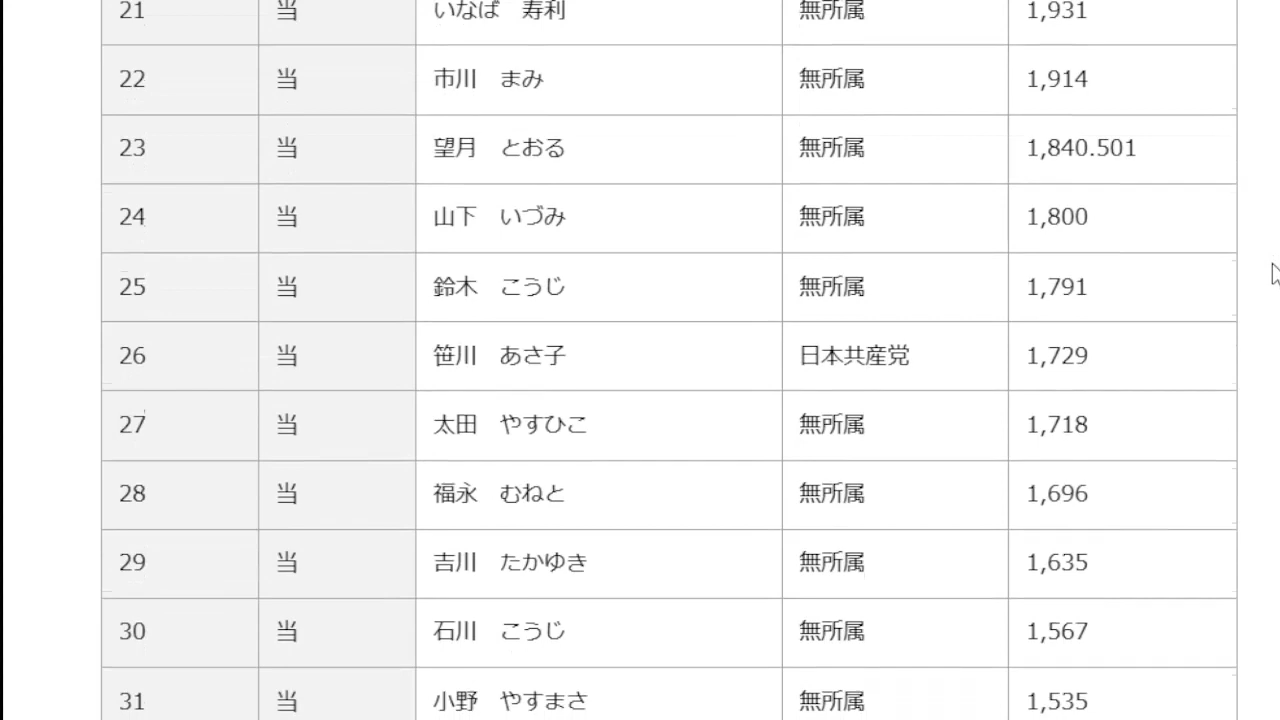 21 当 いなば　寿利 無所属 1,931
22 当 市川　まみ 無所属 1,914
23 当 望月　とおる 無所属 1,840.501
24 当 山下　いづみ 無所属 1,800
25 当 鈴木　こうじ 無所属 1,791
26 当 笹川　あさ子 日本共産党 1,729
27 当 太田　やすひこ 無所属 1,718
28 当 福永　むねと 無所属 1,696
29 当 吉川　たかゆき 無所属 1,635
30 当 石川　こうじ 無所属 1,567
31 当 小野　やすまさ 無所属 1,535